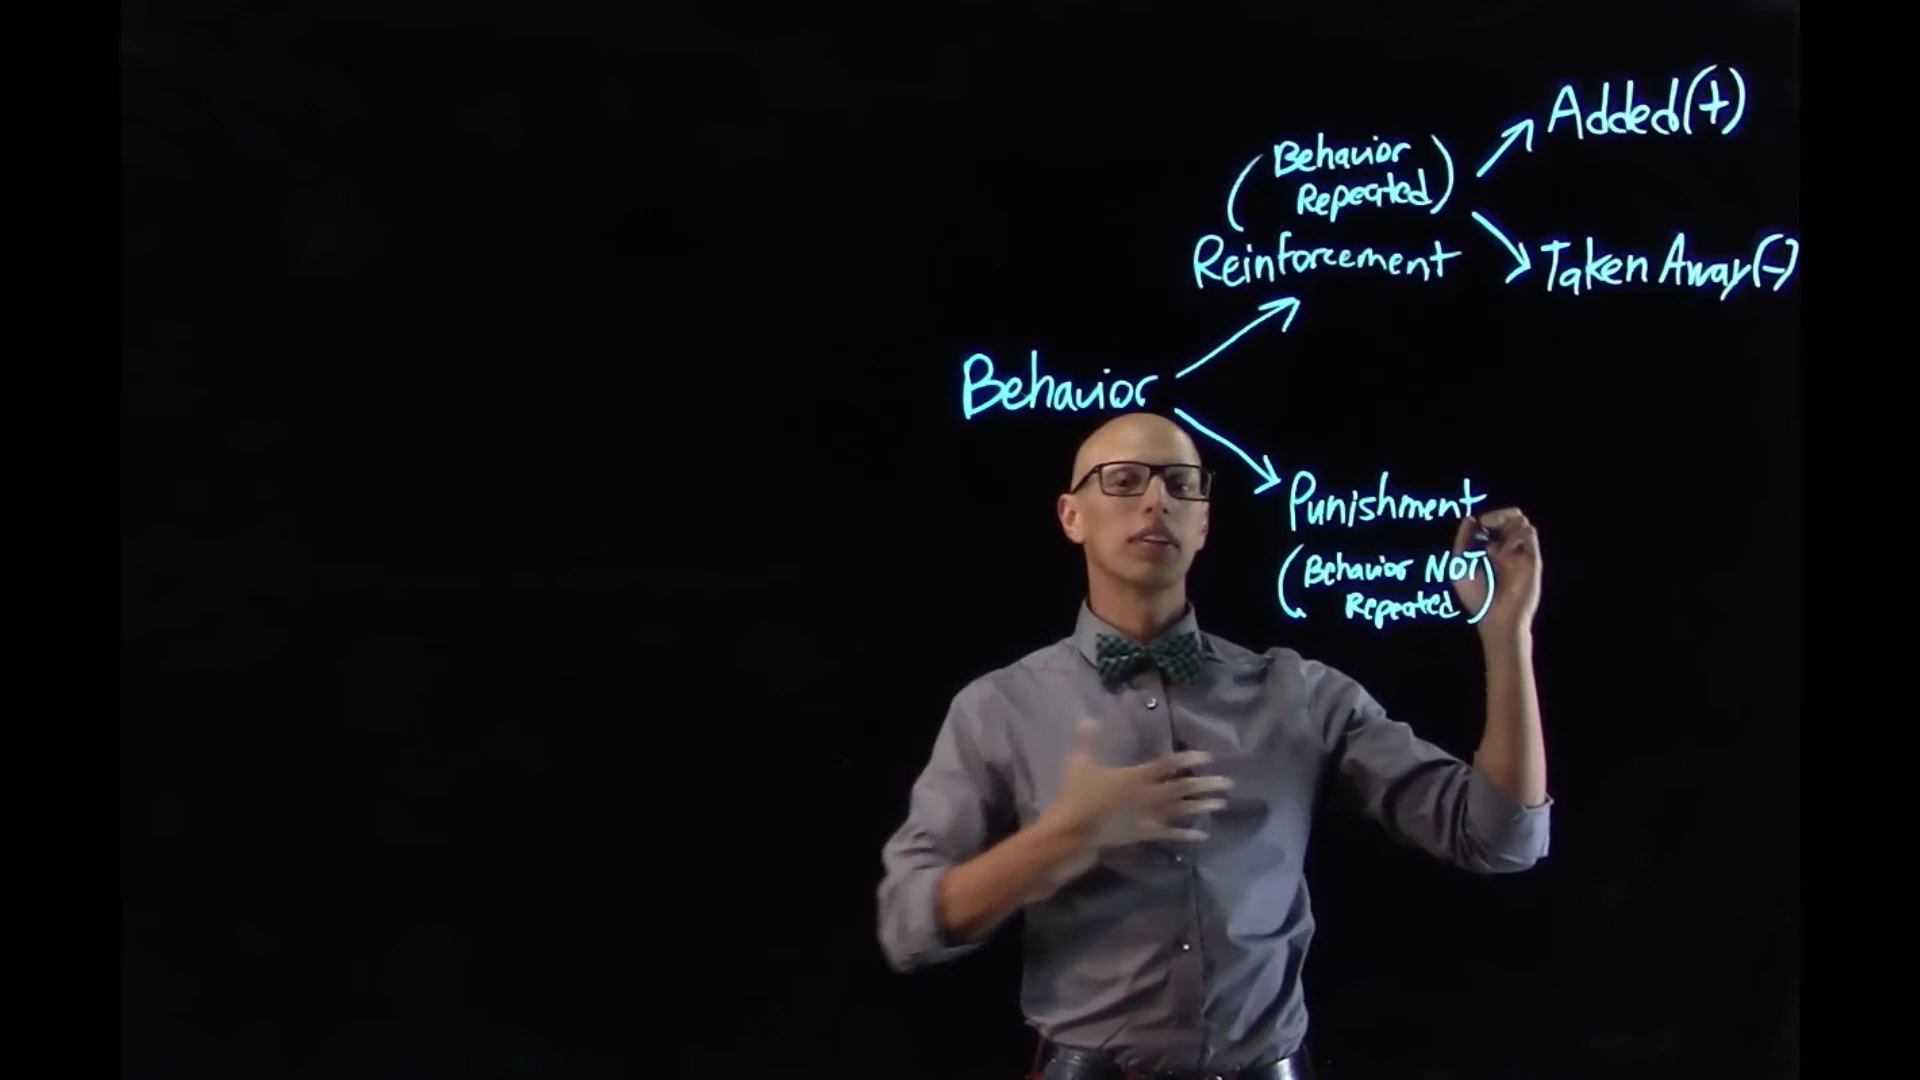 Added (+)
(Behavior
Repeated)
Reinforcement
Taken Away (-)
Behavior
Punishment
(Behavior NOT
Repeated)